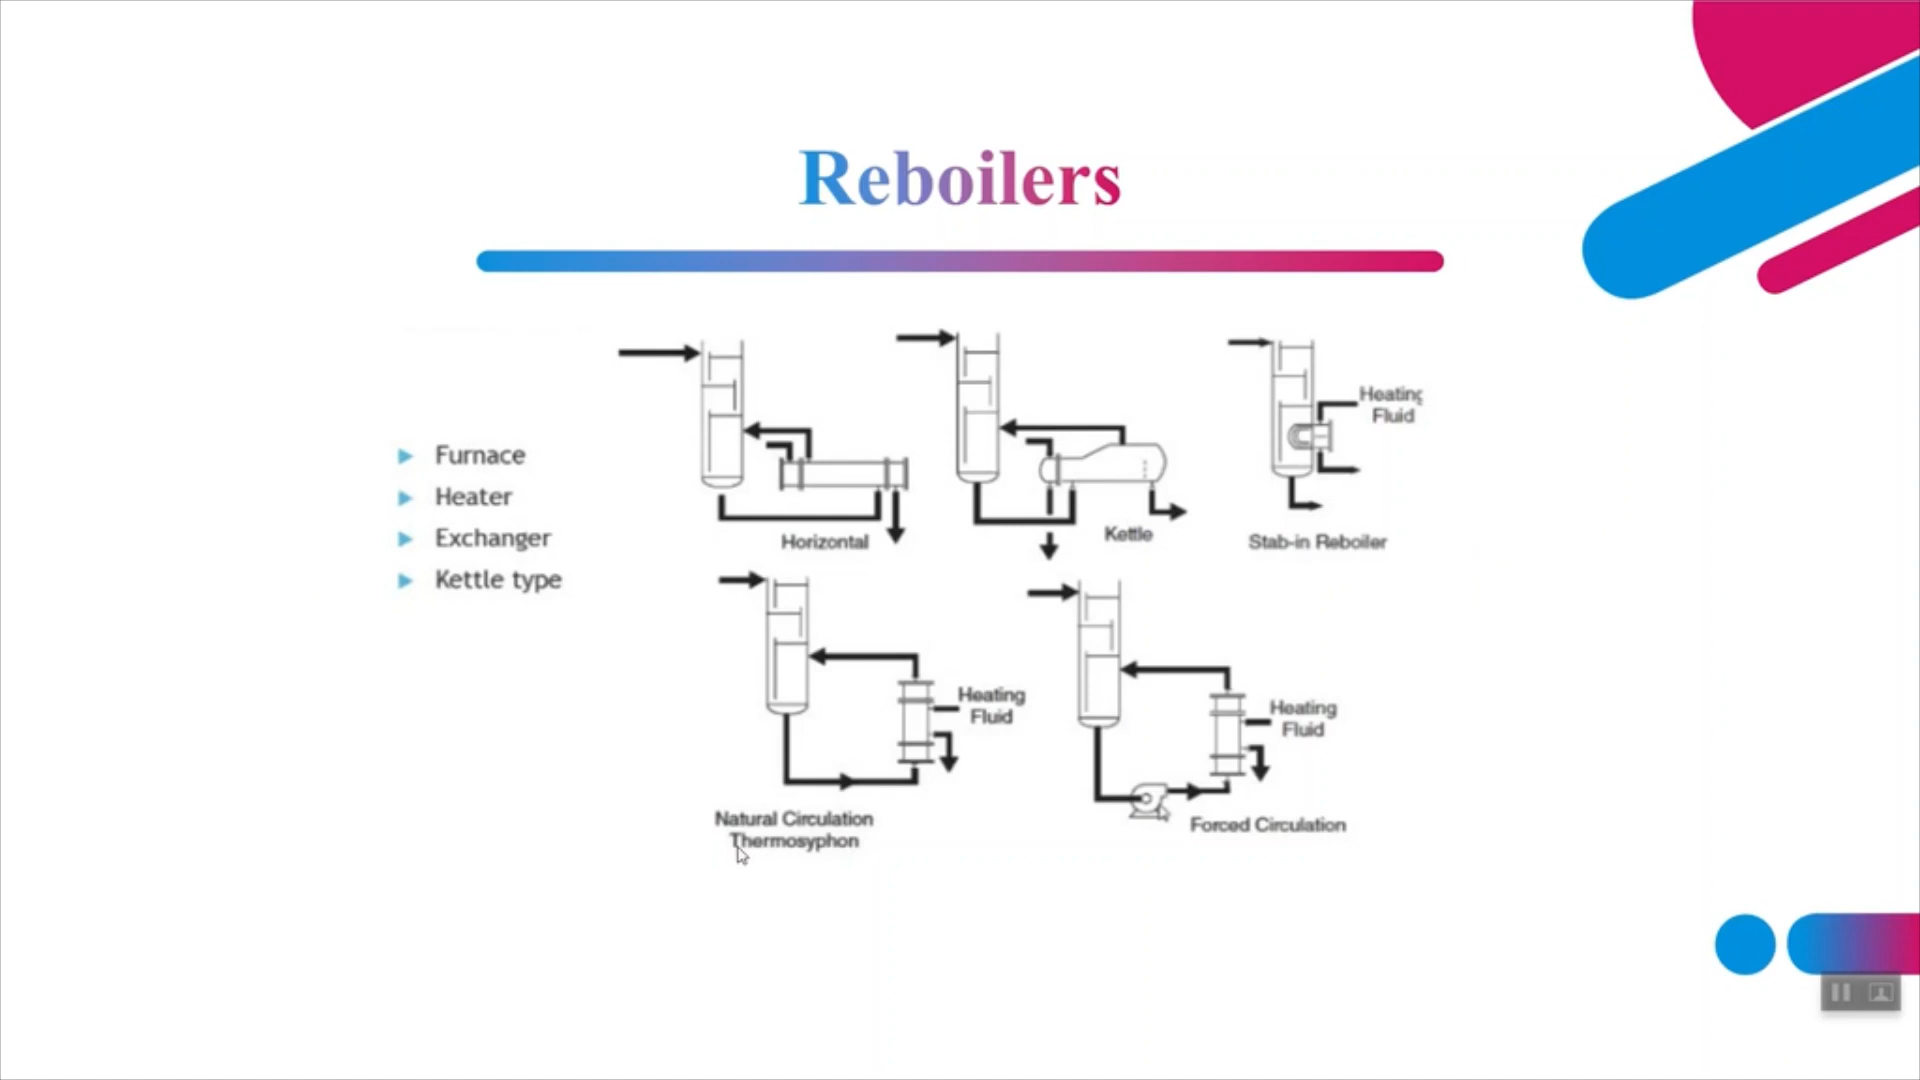 Reboilers
Furnace
Heater
Exchanger
Kettle type
Horizontal
Kettle
Heating
Fluid
Stab-in Reboiler
Heating
Fluid
Natural Circulation
Thermosyphon
Heating
Fluid
Forced Circulation